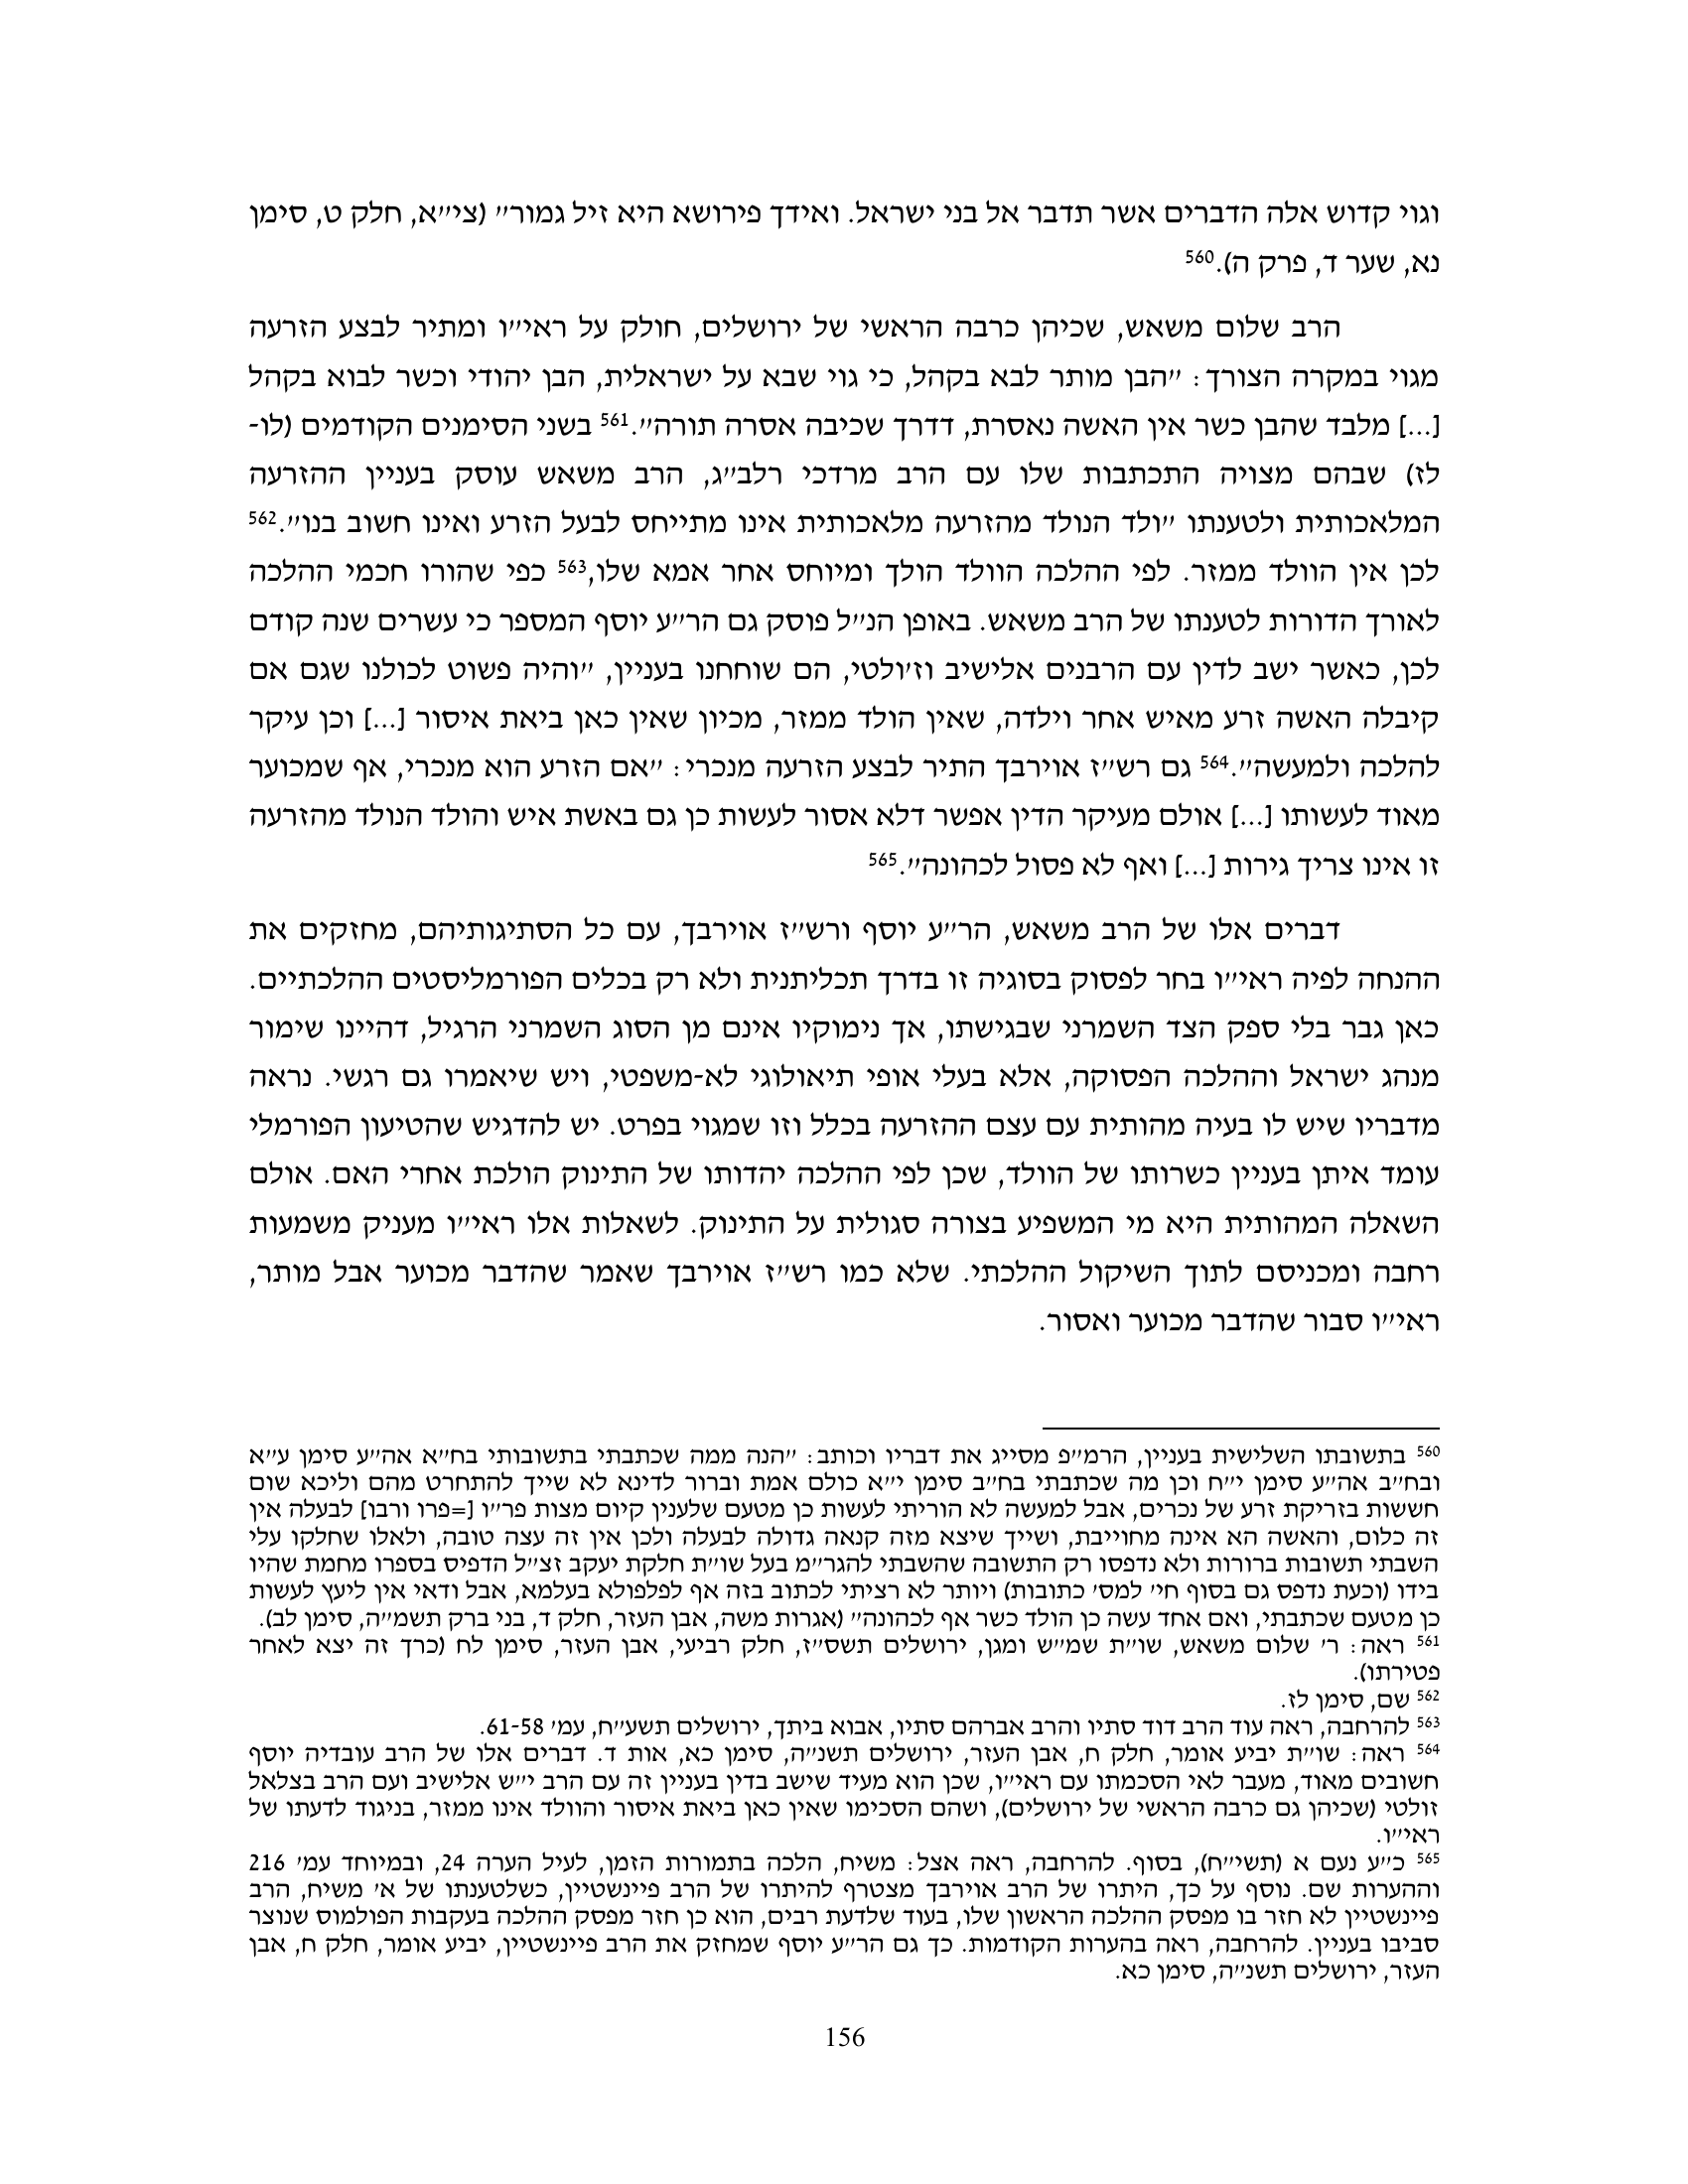 וגוי קדוש אלה הדברים אשר תדבר אל בני ישראל. ואידך פירושא היא זיל גמור״ (צי״א, חלק ט, סימן
נא, שער ד, פרק ה).560
הרב שלום משאש, שכיהן כרבה הראשי של ירושלים, חולק על ראי״ו ומתיר לבצע הזרעה
מגוי במקרה הצורך: ״הבן מותר לבא בקהל, כי גוי שבא על ישראלית, הבן יהודי וכשר לבוא בקהל
[...] מלבד שהבן כשר אין האשה נאסרת, דדרך שכיבה אסרה תורה״.561 בשני הסימנים הקודמים (לו-
לז) שבהם מצויה התכתבות שלו עם הרב מרדכי רלב״ג, הרב משאש עוסק בעניין ההזרעה
המלאכותית ולטענתו ״ולד הנולד מהזרעה מלאכותית אינו מתייחס לבעל הזרע ואינו חשוב בנו״.562
לכן אין הוולד ממזר. לפי ההלכה הוולד הולך ומיוחס אחר אמא שלו,563 כפי שהורו חכמי ההלכה
לאורך הדורות לטענתו של הרב משאש. באופן הנ״ל פוסק גם הר״ע יוסף המספר כי עשרים שנה קודם
לכן, כאשר ישב לדין עם הרבנים אלישיב וז׳ולטי, הם שוחחנו בעניין, ״והיה פשוט לכולנו שגם אם
קיבלה האשה זרע מאיש אחר וילדה, שאין הולד ממזר, מכיון שאין כאן ביאת איסור [...] וכן עיקר
להלכה ולמעשה״.564 גם רש״ז אוירבך התיר לבצע הזרעה מנכרי: ״אם הזרע הוא מנכרי, אף שמכוער
מאוד לעשותו [...] אולם מעיקר הדין אפשר דלא אסור לעשות כן גם באשת איש והולד הנולד מהזרעה
זו אינו צריך גירות [...] ואף לא פסול לכהונה״.565
דברים אלו של הרב משאש, הר״ע יוסף ורש״ז אוירבך, עם כל הסתיגותיהם, מחזקים את
ההנחה לפיה ראי״ו בחר לפסוק בסוגיה זו בדרך תכליתנית ולא רק בכלים הפורמליסטים ההלכתיים.
כאן גבר בלי ספק הצד השמרני שבגישתו, אך נימוקיו אינם מן הסוג השמרני הרגיל, דהיינו שימור
מנהג ישראל וההלכה הפסוקה, אלא בעלי אופי תיאולוגי לא-משפטי, ויש שיאמרו גם רגשי. נראה
מדבריו שיש לו בעיה מהותית עם עצם ההזרעה בכלל וזו שמגוי בפרט. יש להדגיש שהטיעון הפורמלי
עומד איתן בעניין כשרותו של הוולד, שכן לפי ההלכה יהדותו של התינוק הולכת אחרי האם. אולם
השאלה המהותית היא מי המשפיע בצורה סגולית על התינוק. לשאלות אלו ראי״ו מעניק משמעות
רחבה ומכניסם לתוך השיקול ההלכתי. שלא כמו רש״ז אוירבך שאמר שהדבר מכוער אבל מותר,
ראי״ו סבור שהדבר מכוער ואסור.
560 בתשובתו השלישית בעניין, הרמ״פ מסייג את דבריו וכותב: ״הנה ממה שכתבתי בתשובותי בח״א אה״ע סימן ע״א
ובח״ב אה״ע סימן י״ח וכן מה שכתבתי בח״ב סימן י״א כולם אמת וברור לדינא לא שייך להתחרט מהם וליכא שום
חששות בזריקת זרע של נכרים, אבל למעשה לא הוריתי לעשות כן מטעם שלענין קיום מצות פר״ו [=פרו ורבו] לבעלה אין
זה כלום, והאשה הא אינה מחוייבת, ושייך שיצא מזה קנאה גדולה לבעלה ולכן אין זה עצה טובה, ולאלו שחלקו עלי
השבתי תשובות ברורות ולא נדפסו רק התשובה שהשבתי להגר״מ בעל שו״ת חלקת יעקב זצ״ל הדפיס בספרו מחמת שהיו
בידו (וכעת נדפס גם בסוף חי׳ למס׳ כתובות) ויותר לא רציתי לכתוב בזה אף לפלפולא בעלמא, אבל ודאי אין ליעץ לעשות
כן מטעם שכתבתי, ואם אחד עשה כן הולד כשר אף לכהונה״ (אגרות משה, אבן העזר, חלק ד, בני ברק תשמ״ה, סימן לב).
561 ראה: ר׳ שלום משאש, שו״ת שמ״ש ומגן, ירושלים תשס״ז, חלק רביעי, אבן העזר, סימן לח (כרך זה יצא לאחר
פטירתו).
562 שם, סימן לז.
563 להרחבה, ראה עוד הרב דוד סתיו והרב אברהם סתיו, אבוא ביתך, ירושלים תשע״ח, עמ׳ 61-58.
564 ראה: שו״ת יביע אומר, חלק ח, אבן העזר, ירושלים תשנ״ה, סימן כא, אות ד. דברים אלו של הרב עובדיה יוסף
חשובים מאוד, מעבר לאי הסכמתו עם ראי״ו, שכן הוא מעיד שישב בדין בעניין זה עם הרב י״ש אלישיב ועם הרב בצלאל
זולטי (שכיהן גם כרבה הראשי של ירושלים), ושהם הסכימו שאין כאן ביאת איסור והוולד אינו ממזר, בניגוד לדעתו של
ראי״ו.
565 כ״ע נעם א (תשי״ח), בסוף. להרחבה, ראה אצל: משיח, הלכה בתמורות הזמן, לעיל הערה 24, ובמיוחד עמ׳ 216
וההערות שם. נוסף על כך, היתרו של הרב אוירבך מצטרף להיתרו של הרב פיינשטיין, כשלטענתו של א׳ משיח, הרב
פיינשטיין לא חזר בו מפסק ההלכה הראשון שלו, בעוד שלדעת רבים, הוא כן חזר מפסק ההלכה בעקבות הפולמוס שנוצר
סביבו בעניין. להרחבה, ראה בהערות הקודמות. כך גם הר״ע יוסף שמחזק את הרב פיינשטיין, יביע אומר, חלק ח, אבן
העזר, ירושלים תשנ״ה, סימן כא.
156